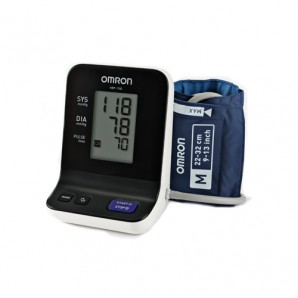 OMRON
SYS
mmHg
118
DIA
mmHg
78
PULSE
/min
70
START/
STOP
MAX
OMRON
M
22-32 cm
9-13 inch